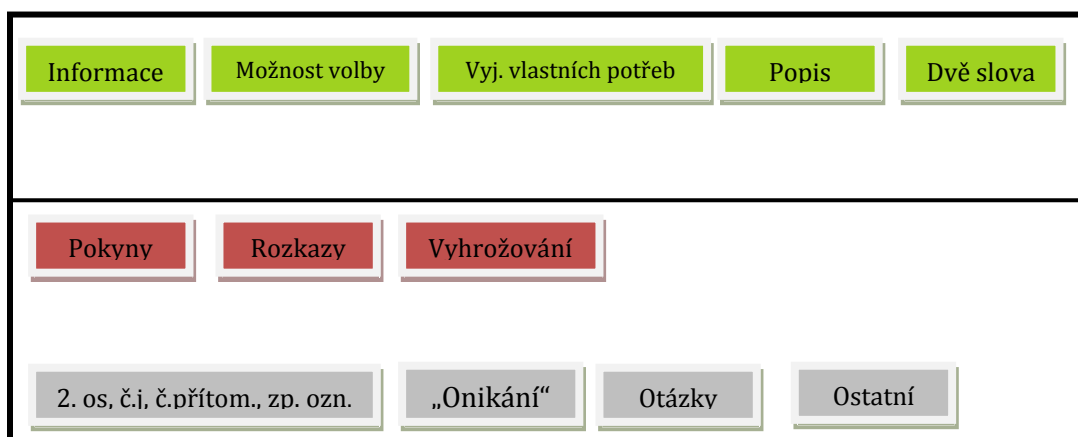 Informace
Možnost volby
Vyj. vlastních potřeb
Popis
Dvě slova
Pokyny
Rozkazy
Vyhrožování
2. os, č.j, č.přítom., zp. ozn.
„Onikání“
Otázky
Ostatní